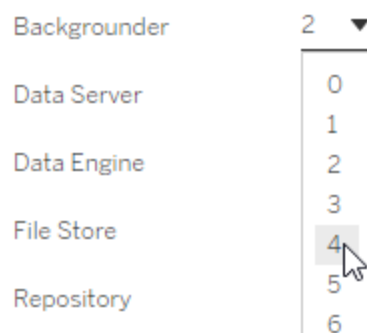 Backgrounder 2
0
Data Server
1
Data Engine 2
3
File Store
4
5
Repository
6